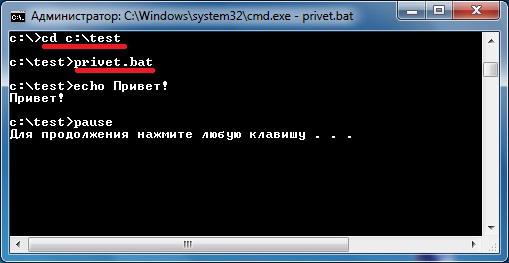 Администратор: C:\Windows\system32\cmd.exe - privet.bat
c:\>cd c:\test
c:\test>privet.bat
c:\test>echo Привет!
Привет!
c:\test>pause
Для продолжения нажмите любую клавишу . . .